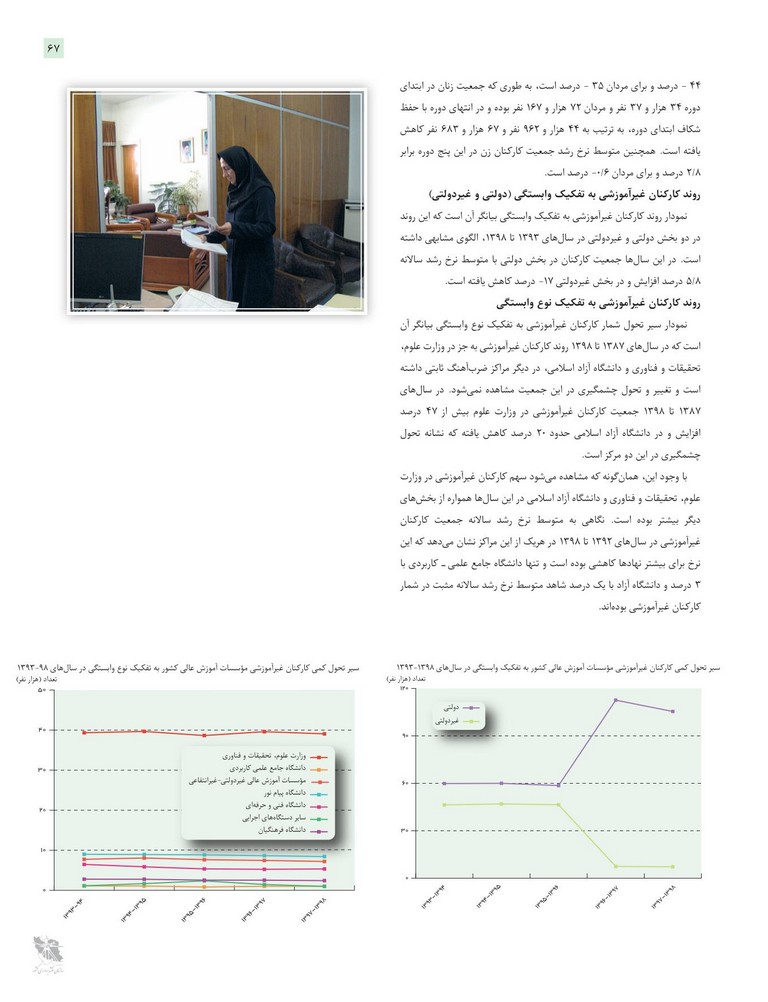 ۶۷
۴۴ - درصد و برای مردان ۳۵ - درصد است، به طوری که جمعیت زنان در ابتدای
دوره ۳۴ هزار و ۳۷ نفر و مردان ۷۲ هزار و ۱۶۷ نفر بوده و در انتهای دوره با حفظ
شکاف ابتدای دوره، به ترتیب به ۴۴ هزار و ۹۶۲ نفر و ۶۷ هزار و ۶۸۳ نفر کاهش
یافته است. همچنین متوسط نرخ رشد جمعیت کارکنان زن در این پنج دوره برابر
۲/۸ درصد و برای مردان ۰/۶- درصد است.
روند کارکنان غیرآموزشی به تفکیک وابستگی (دولتی و غیردولتی)
نمودار روند کارکنان غیرآموزشی به تفکیک وابستگی بیانگر آن است که این روند
در دو بخش دولتی و غیردولتی در سال‌های ۱۳۹۳ تا ۱۳۹۸، الگوی مشابهی داشته
است. در این سال‌ها جمعیت کارکنان در بخش دولتی با متوسط نرخ رشد سالانه
۵/۸ درصد افزایش و در بخش غیردولتی ۱۷- درصد کاهش یافته است.
روند کارکنان غیرآموزشی به تفکیک نوع وابستگی
نمودار سیر تحول شمار کارکنان غیرآموزشی به تفکیک نوع وابستگی بیانگر آن
است که در سال‌های ۱۳۸۷ تا ۱۳۹۸ روند کارکنان غیرآموزشی به جز در وزارت علوم،
تحقیقات و فناوری و دانشگاه آزاد اسلامی، در دیگر مراکز ضرب‌آهنگ ثابتی داشته
است و تغییر و تحول چشمگیری در این جمعیت مشاهده نمی‌شود. در سال‌های
۱۳۸۷ تا ۱۳۹۸ جمعیت کارکنان غیرآموزشی در وزارت علوم بیش از ۴۷ درصد
افزایش و در دانشگاه آزاد اسلامی حدود ۲۰ درصد کاهش یافته که نشانه تحول
چشمگیری در این دو مرکز است.
با وجود این، همان‌گونه که مشاهده می‌شود سهم کارکنان غیرآموزشی در وزارت
علوم، تحقیقات و فناوری و دانشگاه آزاد اسلامی در این سال‌ها همواره از بخش‌های
دیگر بیشتر بوده است. نگاهی به متوسط نرخ رشد سالانه جمعیت کارکنان
غیرآموزشی در سال‌های ۱۳۹۲ تا ۱۳۹۸ در هریک از این مراکز نشان می‌دهد که این
نرخ برای بیشتر نهادها کاهشی بوده است و تنها دانشگاه جامع علمی ـ کاربردی با
۳ درصد و دانشگاه آزاد با یک درصد شاهد متوسط نرخ رشد سالانه مثبت در شمار
کارکنان غیرآموزشی بوده‌اند.
سیر تحول کمی کارکنان غیرآموزشی مؤسسات آموزش عالی کشور به تفکیک وابستگی در سال‌های ۱۳۹۸-۱۳۹۳
تعداد (هزار نفر)
۱۲۰
۹۰
۶۰
۳۰
۰
دولتی
غیردولتی
۱۳۹۳-۱۳۹۴
۱۳۹۴-۱۳۹۵
۱۳۹۵-۱۳۹۶
۱۳۹۶-۱۳۹۷
۱۳۹۷-۱۳۹۸
سیر تحول کمی کارکنان غیرآموزشی مؤسسات آموزش عالی کشور به تفکیک نوع وابستگی در سال‌های ۹۸-۱۳۹۳
تعداد (هزار نفر)
۵۰
۴۰
۳۰
۲۰
۱۰
۰
وزارت علوم، تحقیقات و فناوری
دانشگاه جامع علمی کاربردی
مؤسسات آموزش عالی غیردولتی-غیرانتفاعی
دانشگاه پیام نور
دانشگاه فنی و حرفه‌ای
سایر دستگاه‌های اجرایی
دانشگاه فرهنگیان
۱۳۹۳-۹۴
۱۳۹۴-۱۳۹۵
۱۳۹۵-۱۳۹۶
۱۳۹۶-۱۳۹۷
۱۳۹۷-۱۳۹۸